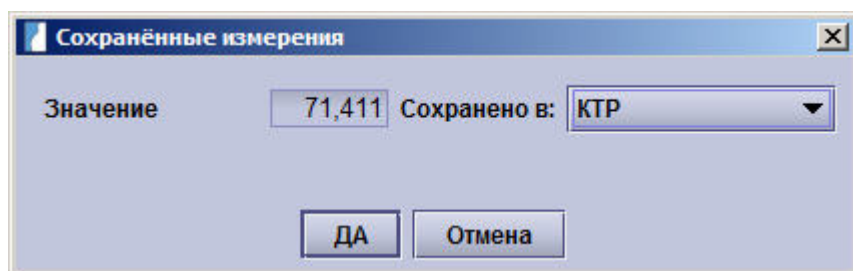 Сохранённые измерения
Значение 71,411 Сохранено в: КТР
ДА Отмена